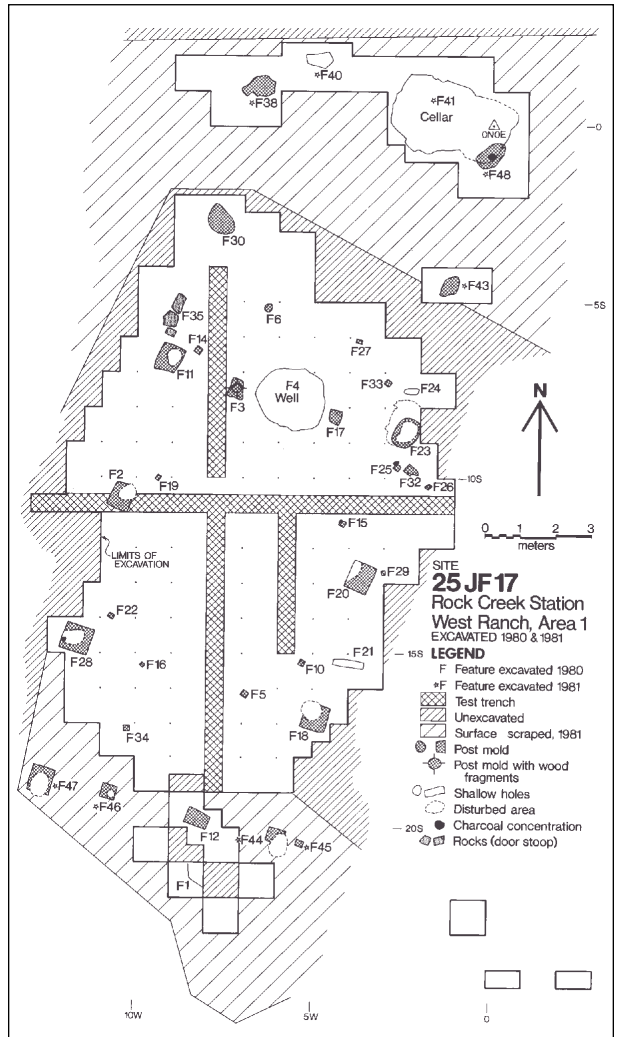 *F40
*F38
*F41
Cellar
0N0E
— 0
*F48
F30
*F43
— 5S
F35
F6
F14
F27
F11
F3
F4
Well
F33
F24
F17
F23
N
F25
F32
F2
F19
F26
— 10S
F15
0 1 2 3
meters
LIMITS OF
EXCAVATION
F20
F29
SITE
25 JF 17
Rock Creek Station
West Ranch, Area 1
EXCAVATED 1980 & 1981
F22
F28
F16
F10
F21
— 15S
LEGEND
F Feature excavated 1980
*F Feature excavated 1981
Test trench
Unexcavated
Surface scraped, 1981
Post mold
Post mold with wood
fragments
Shallow holes
Disturbed area
Charcoal concentration
Rocks (door stoop)
F5
F18
F34
*F47
*F46
F12
*F44
*F45
— 20S
F1
10W
5W
0